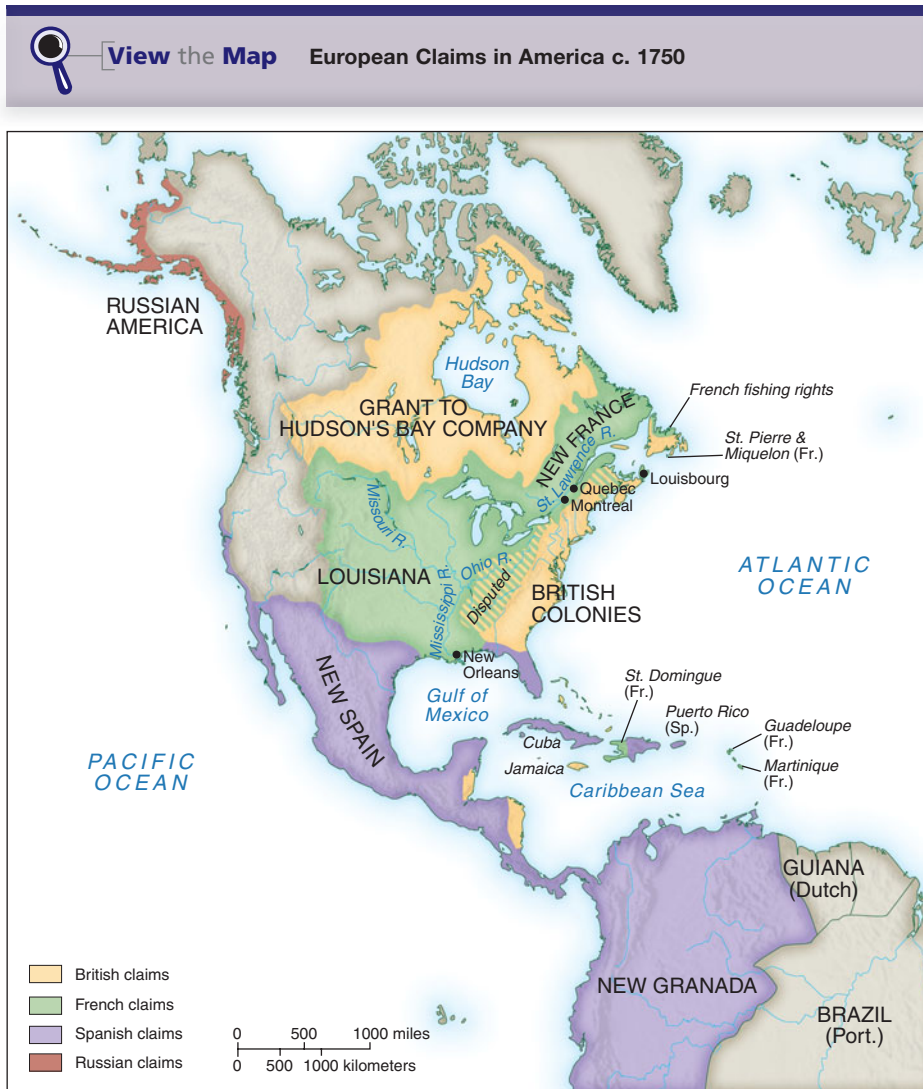 View the Map European Claims in America c. 1750
RUSSIAN
AMERICA
Hudson
Bay
GRANT TO
HUDSON'S BAY COMPANY
NEW FRANCE
St. Lawrence R.
French fishing rights
St. Pierre &
Miquelon (Fr.)
Louisbourg
Quebec
Montreal
Missouri R.
LOUISIANA
Mississippi R.
Ohio R.
Disputed
BRITISH
COLONIES
ATLANTIC
OCEAN
New
Orleans
NEW SPAIN
Gulf of
Mexico
St. Domingue
(Fr.)
Puerto Rico
(Sp.)
Guadeloupe
(Fr.)
Martinique
(Fr.)
Cuba
Jamaica
Caribbean Sea
PACIFIC
OCEAN
GUIANA
(Dutch)
NEW GRANADA
BRAZIL
(Port.)
British claims
French claims
Spanish claims
Russian claims
0 500 1000 miles
0 500 1000 kilometers